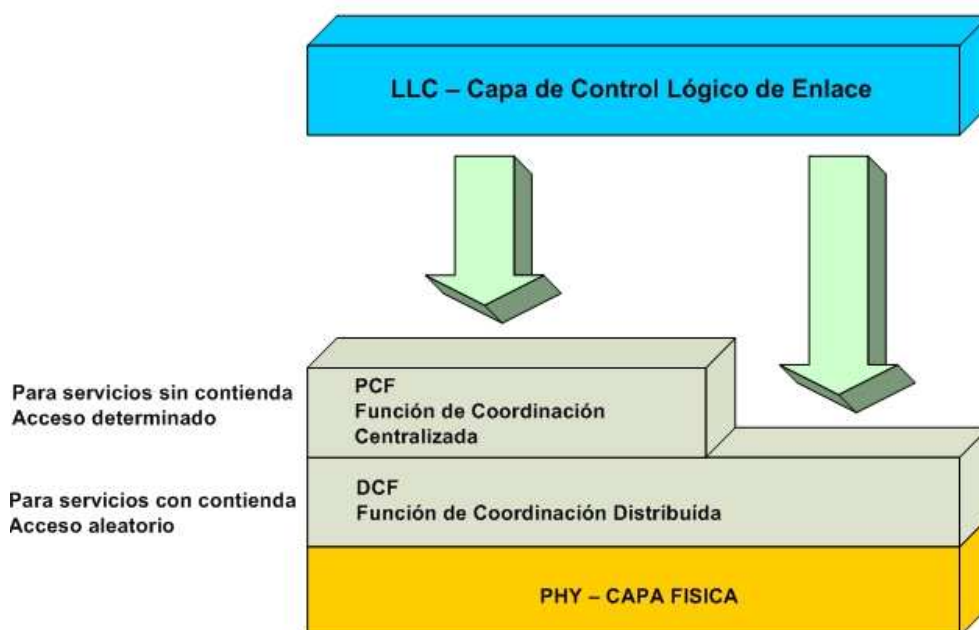 LLC – Capa de Control Lógico de Enlace
Para servicios sin contienda
Acceso determinado
PCF
Función de Coordinación
Centralizada
Para servicios con contienda
Acceso aleatorio
DCF
Función de Coordinación Distribuída
PHY – CAPA FISICA